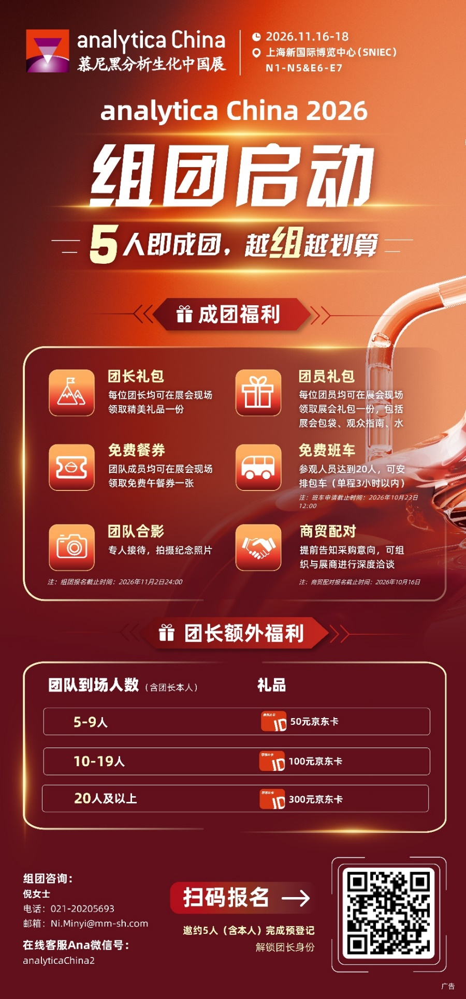 analytica China
慕尼黑分析生化中国展
2026.11.16-18
上海新国际博览中心(SNIEC)
N1-N5&E6-E7
analytica China 2026
组团启动
5人即成团，越组越划算
成团福利
团长礼包
每位团长均可在展会现场
领取精美礼品一份
团员礼包
每位团员均可在展会现场
领取展会礼包一份，包括
展会包袋、观众指南、水
免费餐券
团队成员均可在展会现场
领取免费午餐券一张
免费班车
参观人员达到20人，可安
排包车（单程3小时以内）
注：班车申请截止时间：2026年10月23日
12:00
团队合影
专人接待，拍摄纪念照片
商贸配对
提前告知采购意向，可组
织与展商进行深度洽谈
注：组团报名截止时间：2026年11月2日24:00
注：商贸配对报名截止时间：2026年10月16日
团长额外福利
团队到场人数（含团长本人） 礼品
5-9人 50元京东卡
10-19人 100元京东卡
20人及以上 300元京东卡
组团咨询：
倪女士
电话：021-20205693
邮箱：Ni.Minyi@mm-sh.com
在线客服Ana微信号：
analyticaChina2
扫码报名
邀约5人（含本人）完成预登记
解锁团长身份
广告